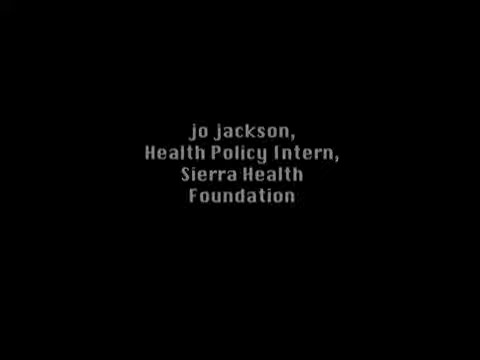 jo jackson,
Health Policy Intern,
Sierra Health
Foundation